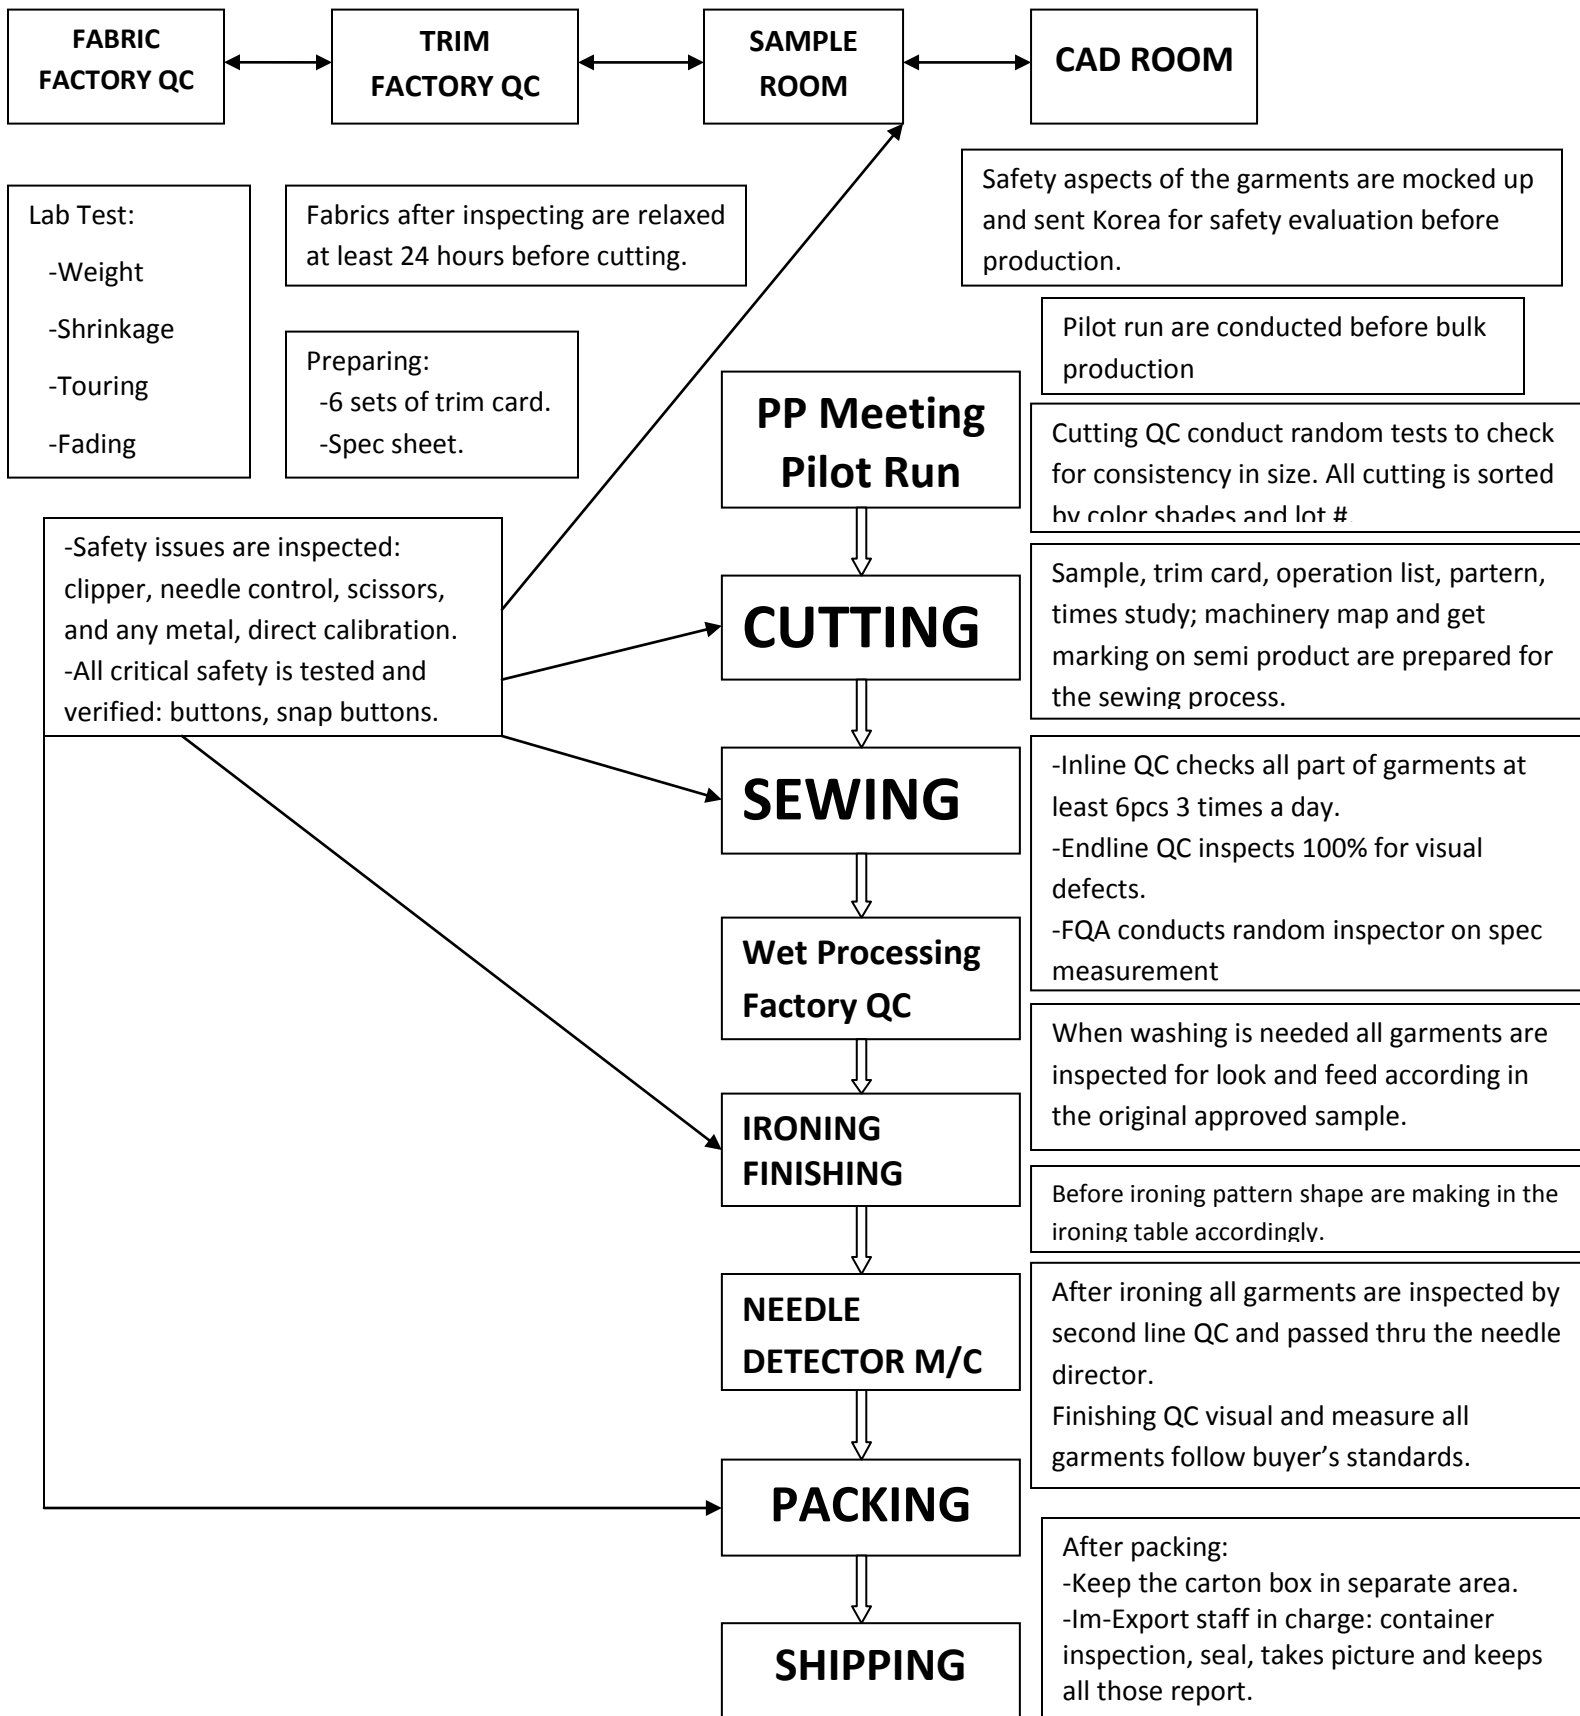 FABRIC
FACTORY QC
TRIM
FACTORY QC
SAMPLE
ROOM
CAD ROOM
Safety aspects of the garments are mocked up
and sent Korea for safety evaluation before
production.
Lab Test:
-Weight
-Shrinkage
-Touring
-Fading
Fabrics after inspecting are relaxed
at least 24 hours before cutting.
Pilot run are conducted before bulk
production
Preparing:
-6 sets of trim card.
-Spec sheet.
PP Meeting
Pilot Run
Cutting QC conduct random tests to check
for consistency in size. All cutting is sorted
by color shades and lot #.
-Safety issues are inspected:
clipper, needle control, scissors,
and any metal, direct calibration.
-All critical safety is tested and
verified: buttons, snap buttons.
CUTTING
Sample, trim card, operation list, partern,
times study; machinery map and get
marking on semi product are prepared for
the sewing process.
SEWING
-Inline QC checks all part of garments at
least 6pcs 3 times a day.
-Endline QC inspects 100% for visual
defects.
-FQA conducts random inspector on spec
measurement
Wet Processing
Factory QC
When washing is needed all garments are
inspected for look and feed according in
the original approved sample.
IRONING
FINISHING
Before ironing pattern shape are making in the
ironing table accordingly.
NEEDLE
DETECTOR M/C
After ironing all garments are inspected by
second line QC and passed thru the needle
director.
Finishing QC visual and measure all
garments follow buyer’s standards.
PACKING
After packing:
-Keep the carton box in separate area.
-Im-Export staff in charge: container
inspection, seal, takes picture and keeps
all those report.
SHIPPING